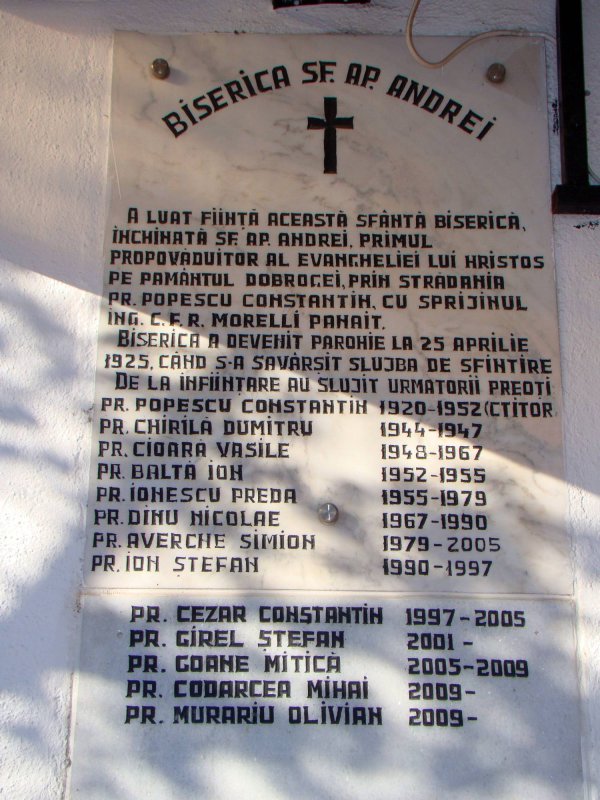 BISERICA SF. AP. ANDREI
A LUAT FIINȚĂ ACEASTĂ SFÂNTĂ BISERICĂ,
ÎNCHINATĂ SF. AP. ANDREI, PRIMUL
PROPOVĂDUITOR AL EVANGHELIEI LUI HRISTOS
PE PĂMÂNTUL DOBROGEI, PRIN STRĂDANIA
PR. POPESCU CONSTANTIN, CU SPRIJINUL
ING. C.F.R. MORELLI PANAIT.
BISERICA A DEVENIT PAROHIE LA 25 APRILIE
1925, CÂND S-A SĂVÂRȘIT SLUJBA DE SFINȚIRE
DE LA ÎNFIINȚARE AU SLUJIT URMĂTORII PREOȚI
PR. POPESCU CONSTANTIN 1920-1952 (CTITOR
PR. CHIRILĂ DUMITRU 1944-1947
PR. CIOARĂ VASILE 1948-1967
PR. BALTĂ ION 1952-1955
PR. IONESCU PREDA 1955-1979
PR. DINU NICOLAE 1967-1990
PR. AVERCHE SIMION 1979-2005
PR. ION ȘTEFAN 1990-1997
PR. CEZAR CONSTANTIN 1997-2005
PR. GIREL ȘTEFAN 2001-
PR. GOANE MITICĂ 2005-2009
PR. CODARCEA MIHAI 2009-
PR. MURARIU OLIVIAN 2009-